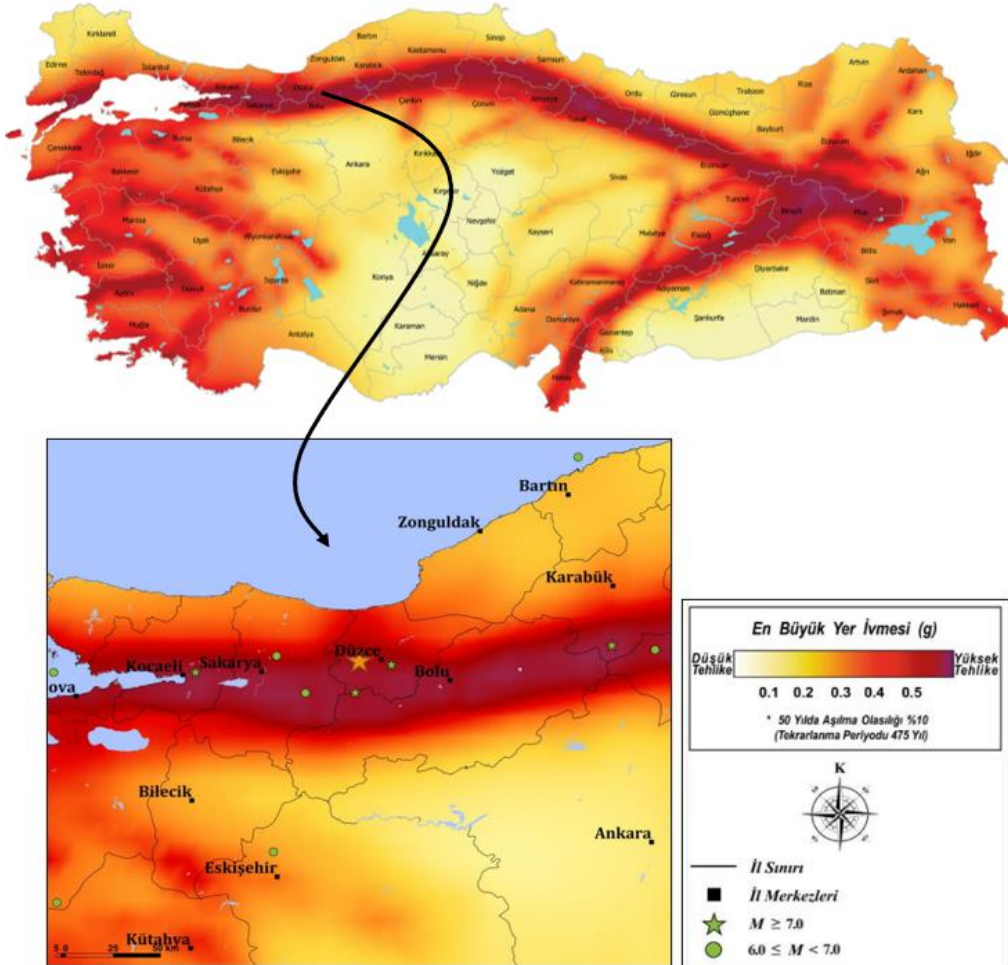 Kırklareli
Edirne
Tekirdağ
İstanbul
Kocaeli
Sakarya
Düzce
Bolu
Zonguldak
Bartın
Karabük
Kastamonu
Sinop
Samsun
Çankırı
Çorum
Amasya
Tokat
Ordu
Giresun
Trabzon
Rize
Artvin
Ardahan
Kars
Gümüşhane
Bayburt
Erzurum
Iğdır
Ağrı
Çanakkale
Bursa
Bilecik
Eskişehir
Ankara
Kırıkkale
Yozgat
Sivas
Erzincan
Tunceli
Bingöl
Muş
Balıkesir
Kütahya
Kırşehir
Nevşehir
Kayseri
Malatya
Elazığ
Bitlis
Van
Manisa
Uşak
Afyonkarahisar
Aksaray
Diyarbakır
Batman
Siirt
İzmir
Aydın
Denizli
Isparta
Konya
Niğde
Kahramanmaraş
Adıyaman
Şanlıurfa
Mardin
Şırnak
Hakkari
Muğla
Burdur
Antalya
Karaman
Mersin
Adana
Osmaniye
Gaziantep
Kilis
Hatay
Bartın
Zonguldak
Karabük
Düzce
Kocaeli
Sakarya
Bolu
ova
Bilecik
Ankara
Eskişehir
Kütahya
5 0 25 50 km
En Büyük Yer İvmesi (g)
Düşük Tehlike
Yüksek Tehlike
0.1 0.2 0.3 0.4 0.5
* 50 Yılda Aşılma Olasılığı %10
(Tekrarlanma Periyodu 475 Yıl)
K
İl Sınırı
İl Merkezleri
M ≥ 7.0
6.0 ≤ M < 7.0